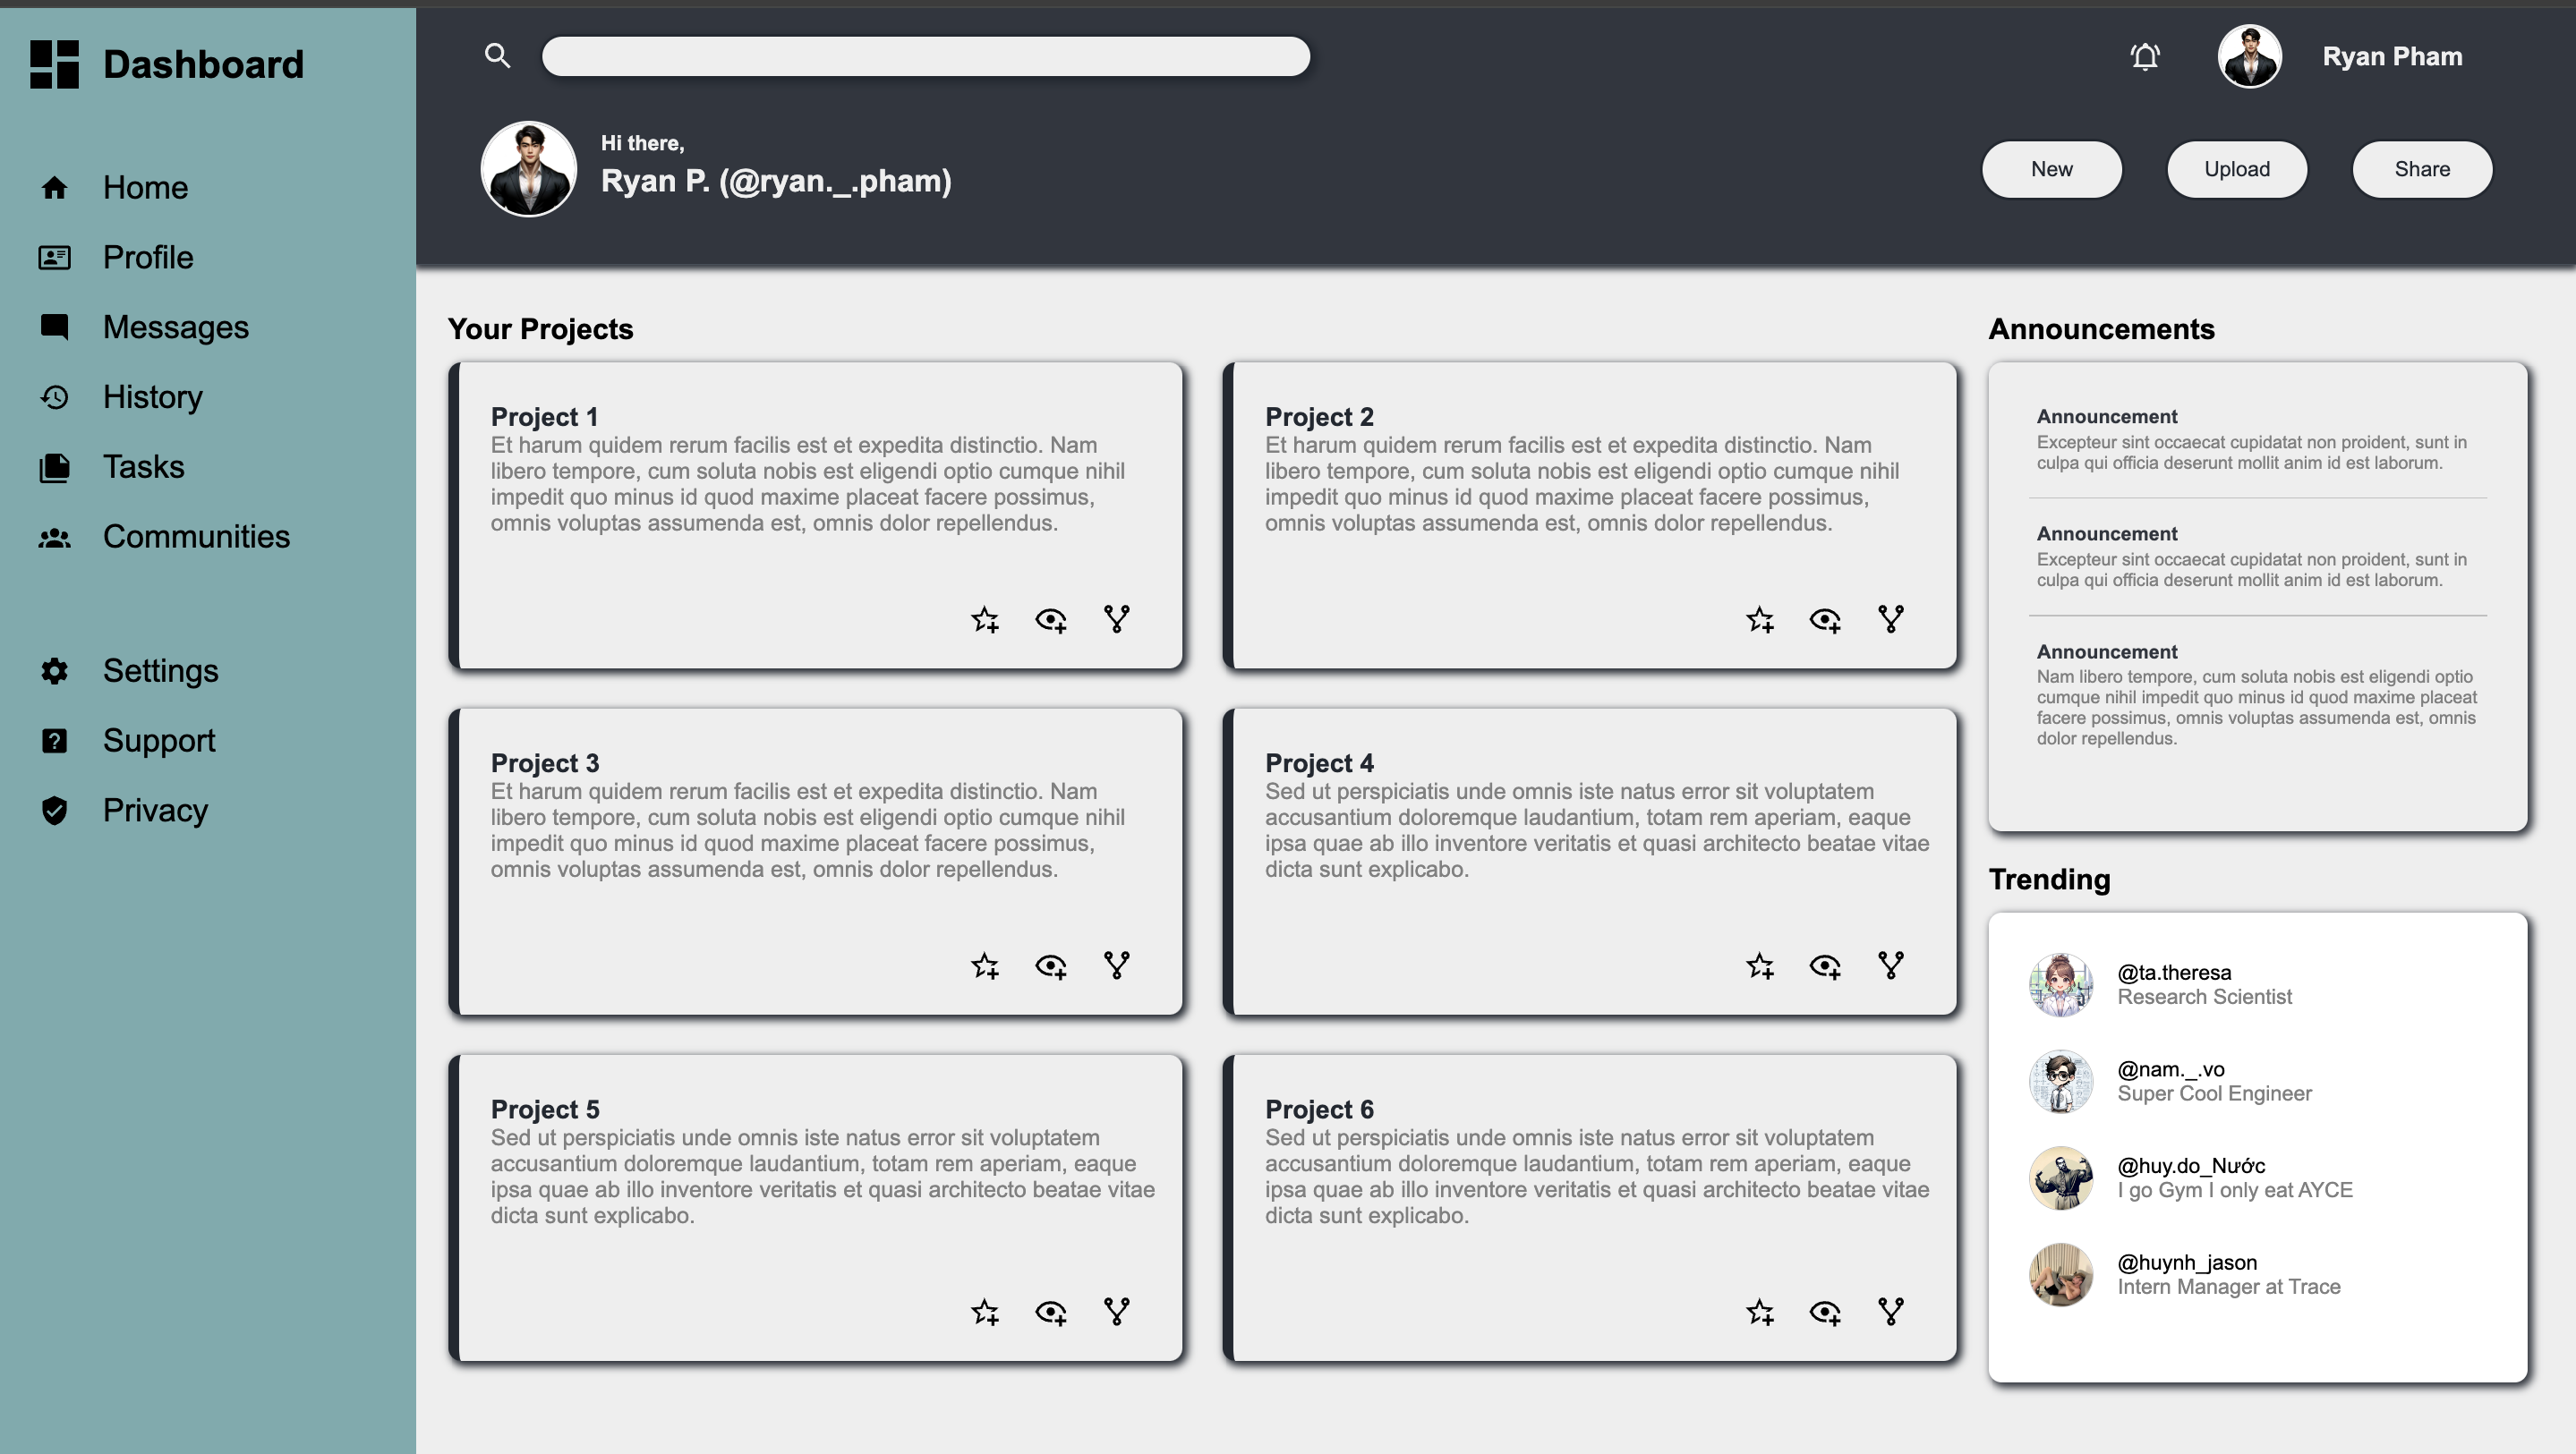 Dashboard
Home
Profile
Messages
History
Tasks
Communities
Settings
Support
Privacy
Ryan Pham
Hi there,
Ryan P. (@ryan._.pham)
New
Upload
Share
Your Projects
Project 1
Et harum quidem rerum facilis est et expedita distinctio. Nam
libero tempore, cum soluta nobis est eligendi optio cumque nihil
impedit quo minus id quod maxime placeat facere possimus,
omnis voluptas assumenda est, omnis dolor repellendus.
Project 2
Et harum quidem rerum facilis est et expedita distinctio. Nam
libero tempore, cum soluta nobis est eligendi optio cumque nihil
impedit quo minus id quod maxime placeat facere possimus,
omnis voluptas assumenda est, omnis dolor repellendus.
Project 3
Et harum quidem rerum facilis est et expedita distinctio. Nam
libero tempore, cum soluta nobis est eligendi optio cumque nihil
impedit quo minus id quod maxime placeat facere possimus,
omnis voluptas assumenda est, omnis dolor repellendus.
Project 4
Sed ut perspiciatis unde omnis iste natus error sit voluptatem
accusantium doloremque laudantium, totam rem aperiam, eaque
ipsa quae ab illo inventore veritatis et quasi architecto beatae vitae
dicta sunt explicabo.
Project 5
Sed ut perspiciatis unde omnis iste natus error sit voluptatem
accusantium doloremque laudantium, totam rem aperiam, eaque
ipsa quae ab illo inventore veritatis et quasi architecto beatae vitae
dicta sunt explicabo.
Project 6
Sed ut perspiciatis unde omnis iste natus error sit voluptatem
accusantium doloremque laudantium, totam rem aperiam, eaque
ipsa quae ab illo inventore veritatis et quasi architecto beatae vitae
dicta sunt explicabo.
Announcements
Announcement
Excepteur sint occaecat cupidatat non proident, sunt in
culpa qui officia deserunt mollit anim id est laborum.
Announcement
Excepteur sint occaecat cupidatat non proident, sunt in
culpa qui officia deserunt mollit anim id est laborum.
Announcement
Nam libero tempore, cum soluta nobis est eligendi optio
cumque nihil impedit quo minus id quod maxime placeat
facere possimus, omnis voluptas assumenda est, omnis
dolor repellendus.
Trending
@ta.theresa
Research Scientist
@nam._.vo
Super Cool Engineer
@huy.do_Nước
I go Gym I only eat AYCE
@huynh_jason
Intern Manager at Trace